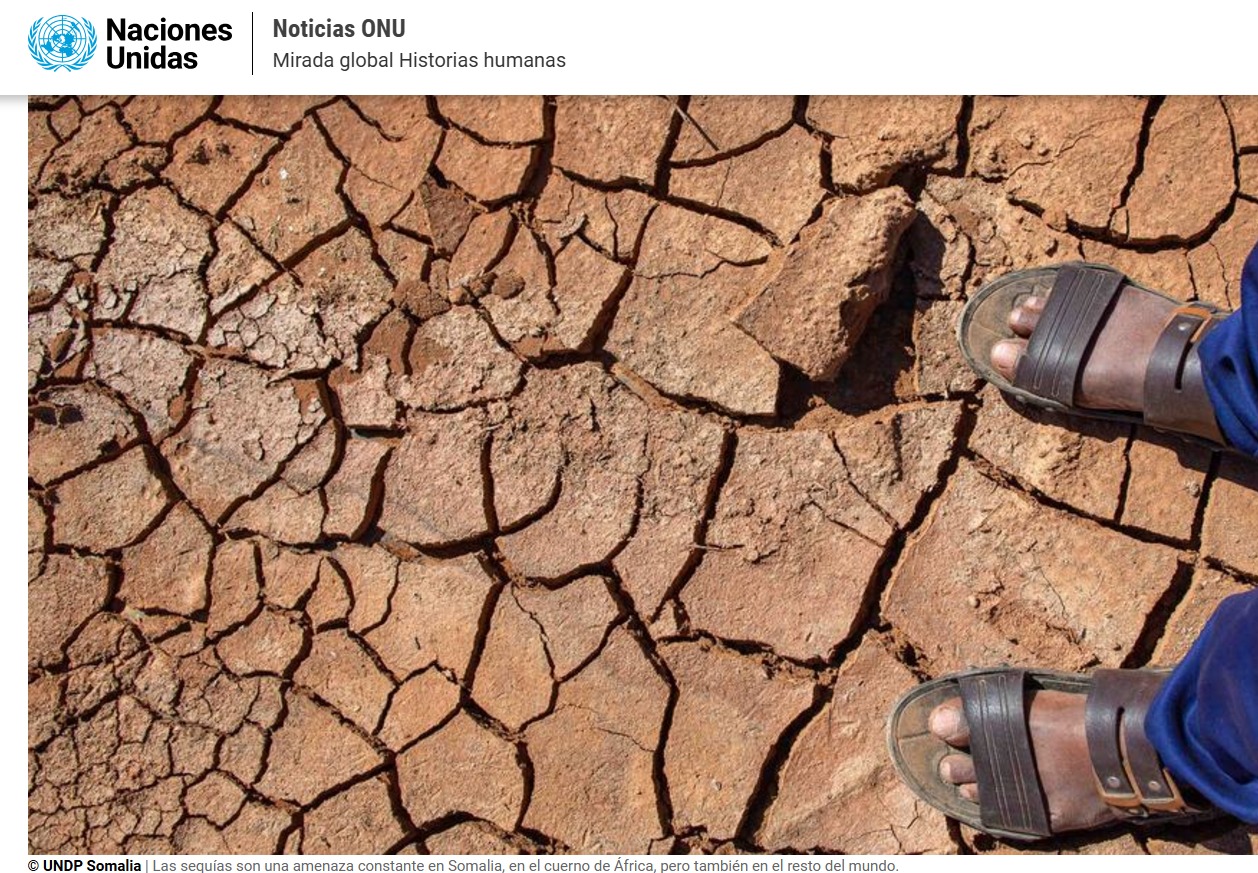 Naciones
Unidas
Noticias ONU
Mirada global Historias humanas
© UNDP Somalia | Las sequías son una amenaza constante en Somalia, en el cuerno de África, pero también en el resto del mundo.